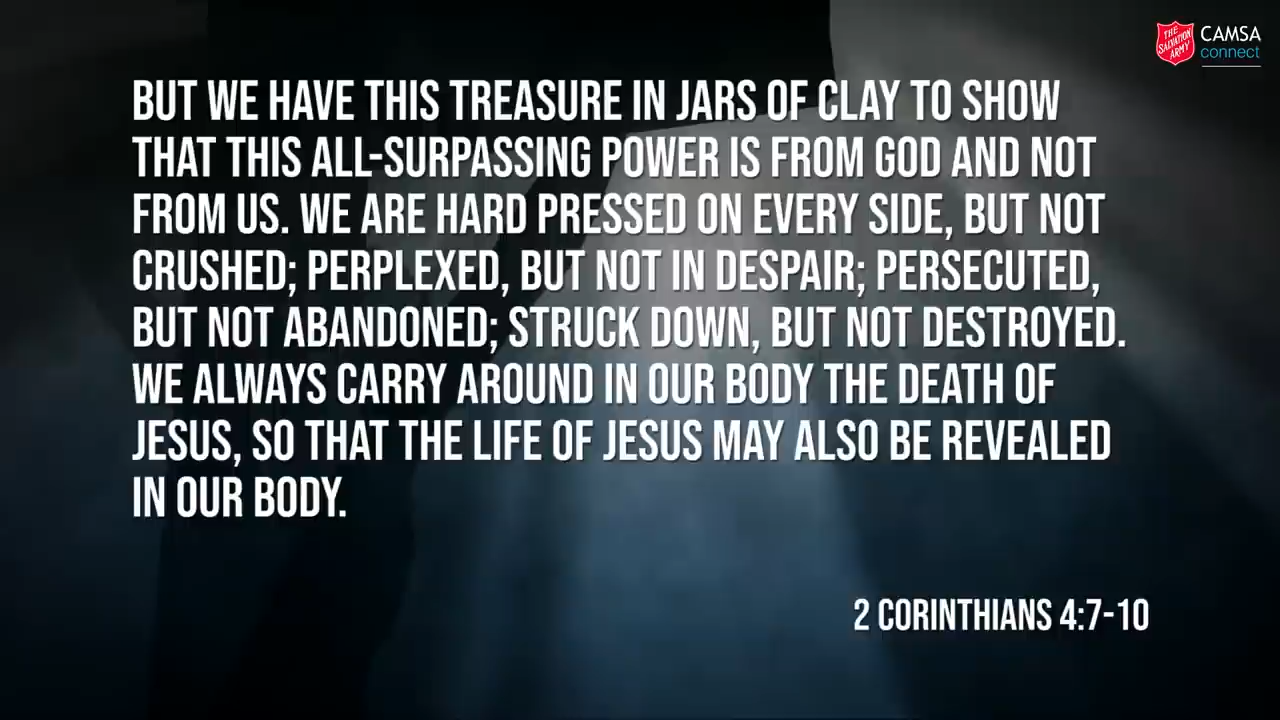 THE
SALVATION
ARMY
CAMSA
connect
BUT WE HAVE THIS TREASURE IN JARS OF CLAY TO SHOW
THAT THIS ALL-SURPASSING POWER IS FROM GOD AND NOT
FROM US. WE ARE HARD PRESSED ON EVERY SIDE, BUT NOT
CRUSHED; PERPLEXED, BUT NOT IN DESPAIR; PERSECUTED,
BUT NOT ABANDONED; STRUCK DOWN, BUT NOT DESTROYED.
WE ALWAYS CARRY AROUND IN OUR BODY THE DEATH OF
JESUS, SO THAT THE LIFE OF JESUS MAY ALSO BE REVEALED
IN OUR BODY.
2 CORINTHIANS 4:7-10